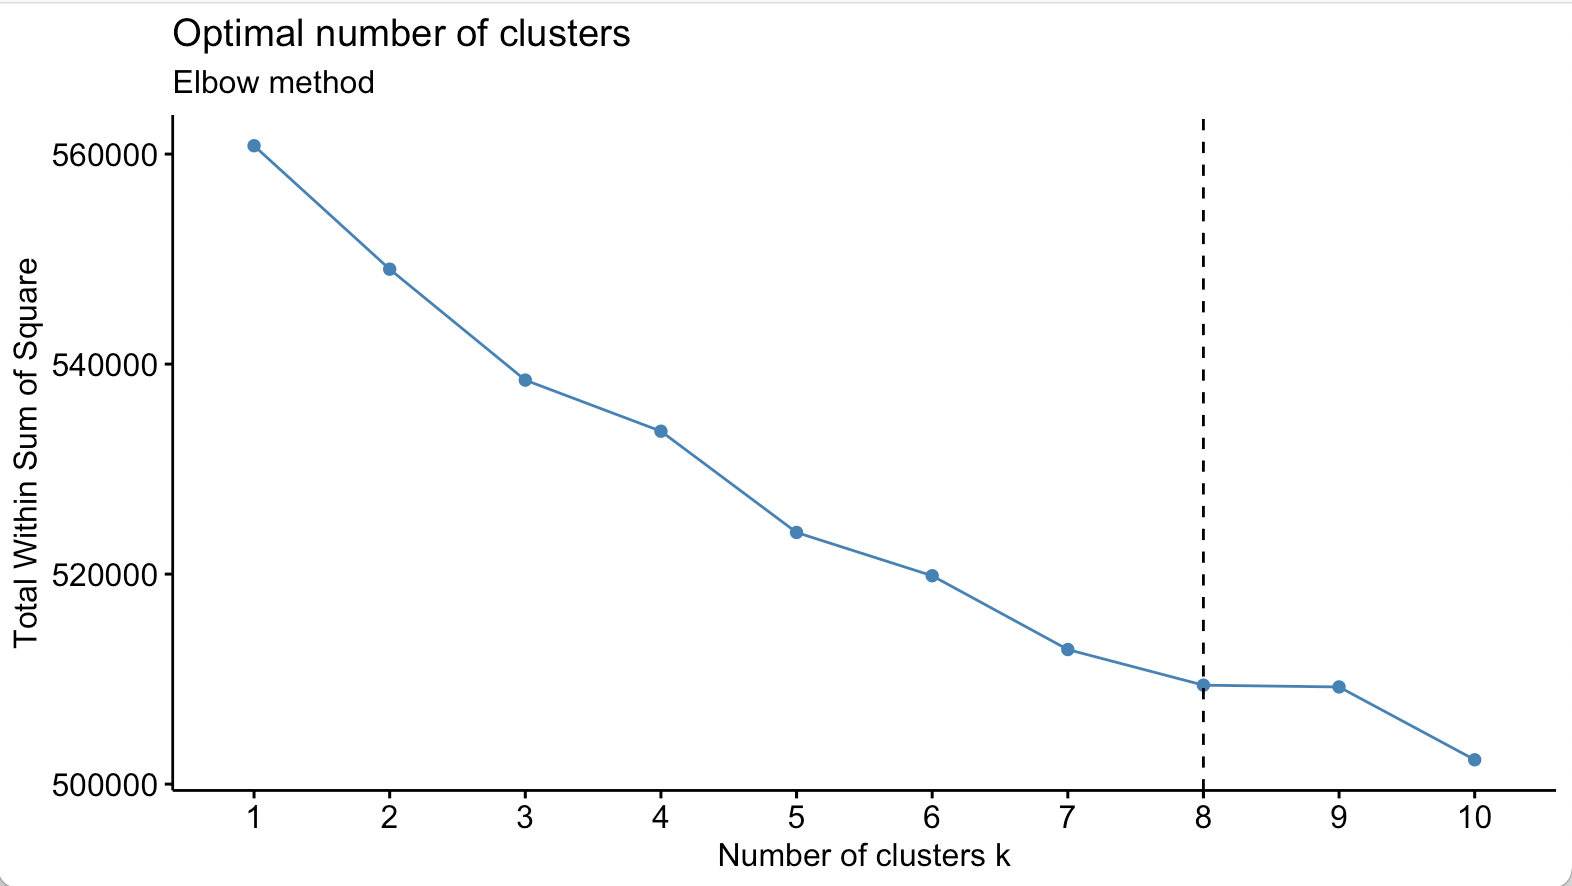 Optimal number of clusters
Elbow method
Total Within Sum of Square
560000
540000
520000
500000
1 2 3 4 5 6 7 8 9 10
Number of clusters k